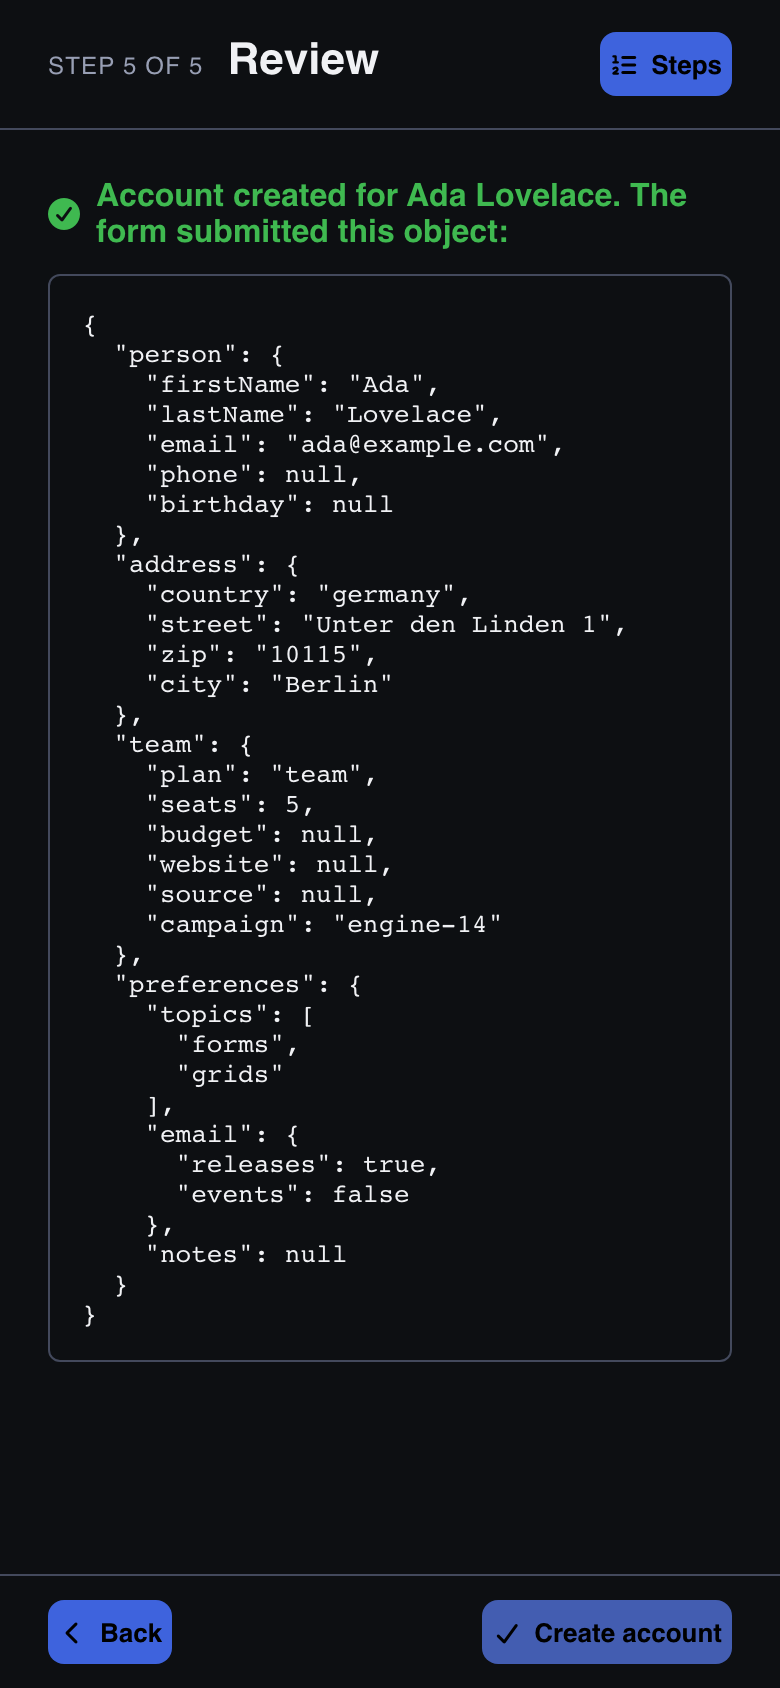 STEP 5 OF 5 Review
Steps
Account created for Ada Lovelace. The
form submitted this object:
{
  "person": {
    "firstName": "Ada",
    "lastName": "Lovelace",
    "email": "ada@example.com",
    "phone": null,
    "birthday": null
  },
  "address": {
    "country": "germany",
    "street": "Unter den Linden 1",
    "zip": "10115",
    "city": "Berlin"
  },
  "team": {
    "plan": "team",
    "seats": 5,
    "budget": null,
    "website": null,
    "source": null,
    "campaign": "engine-14"
  },
  "preferences": {
    "topics": [
      "forms",
      "grids"
    ],
    "email": {
      "releases": true,
      "events": false
    },
    "notes": null
  }
}
Back
Create account